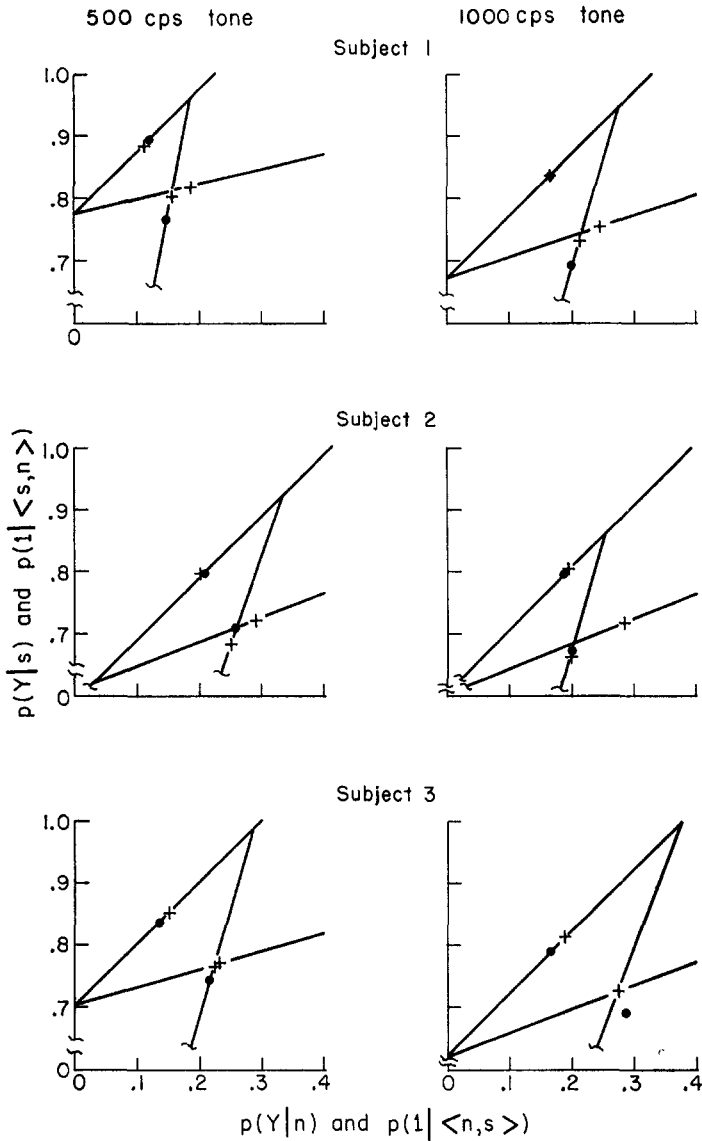 500 cps tone
1000 cps tone
Subject 1
1.0
.9
.8
.7
0
Subject 2
p(Y|s) and p(1|<s,n>)
1.0
.9
.8
.7
0
Subject 3
1.0
.9
.8
.7
0
0 .1 .2 .3 .4
0 .1 .2 .3 .4
p(Y|n) and p(1|<n,s>)